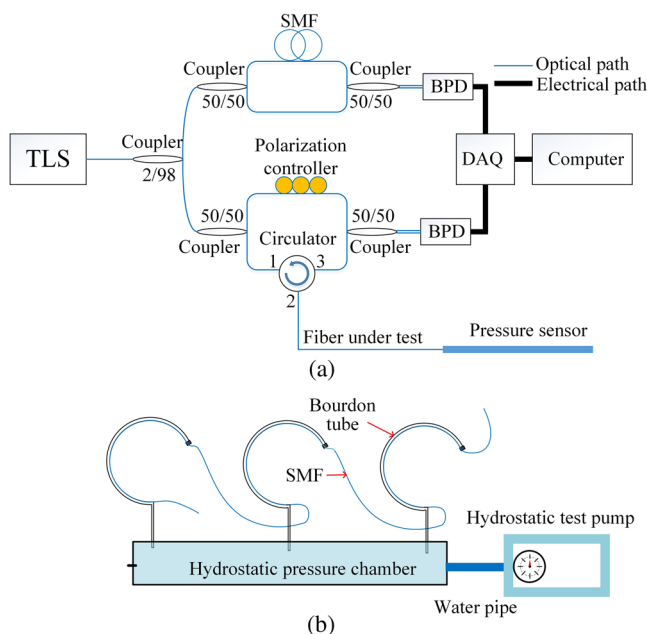 SMF
Coupler
Coupler
50/50
50/50
BPD
Optical path
Electrical path
TLS
Coupler
2/98
Polarization
controller
DAQ
Computer
50/50
50/50
Coupler
Circulator
Coupler
BPD
1
3
2
Fiber under test
Pressure sensor
(a)
Bourdon
tube
SMF
Hydrostatic test pump
Hydrostatic pressure chamber
Water pipe
(b)